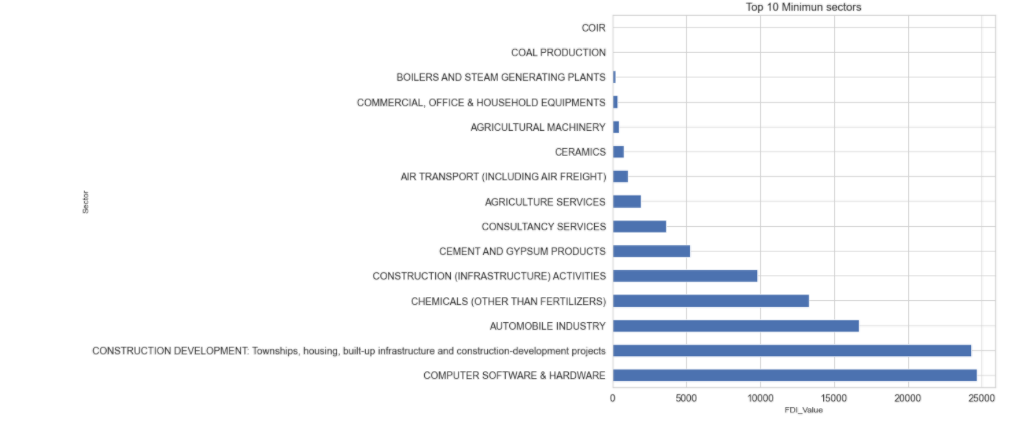 Top 10 Minimun sectors
COIR
COAL PRODUCTION
BOILERS AND STEAM GENERATING PLANTS
COMMERCIAL, OFFICE & HOUSEHOLD EQUIPMENTS
AGRICULTURAL MACHINERY
CERAMICS
AIR TRANSPORT (INCLUDING AIR FREIGHT)
AGRICULTURE SERVICES
CONSULTANCY SERVICES
CEMENT AND GYPSUM PRODUCTS
CONSTRUCTION (INFRASTRUCTURE) ACTIVITIES
CHEMICALS (OTHER THAN FERTILIZERS)
AUTOMOBILE INDUSTRY
CONSTRUCTION DEVELOPMENT: Townships, housing, built-up infrastructure and construction-development projects
COMPUTER SOFTWARE & HARDWARE
Sector
0 5000 10000 15000 20000 25000
FDI_Value